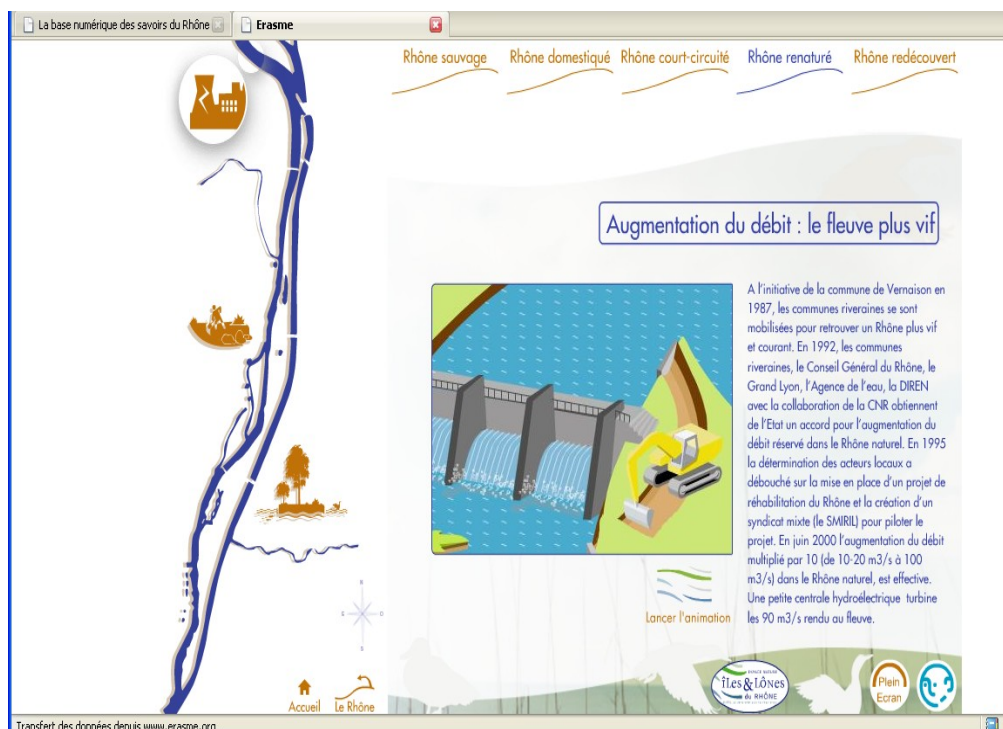 La base numérique des savoirs du Rhône
Erasme
Rhône sauvage
Rhône domestiqué
Rhône court-circuité
Rhône renaturé
Rhône redécouvert
Augmentation du débit : le fleuve plus vif
A l'initiative de la commune de Vernaison en
1987, les communes riveraines se sont
mobilisées pour retrouver un Rhône plus vif
et courant. En 1992, les communes
riveraines, le Conseil Général du Rhône, le
Grand Lyon, l'Agence de l'eau, la DIREN
avec la collaboration de la CNR obtiennent
de l'Etat un accord pour l'augmentation du
débit réservé dans le Rhône naturel. En 1995
la détermination des acteurs locaux a
débouché sur la mise en place d'un projet de
réhabilitation du Rhône et la création d'un
syndicat mixte (le SMIRIL) pour piloter le
projet. En juin 2000 l'augmentation du débit
multiplié par 10 (de 10-20 m3/s à 100
m3/s) dans le Rhône naturel, est effective.
Une petite centrale hydroélectrique turbine
les 90 m3/s rendu au fleuve.
Lancer l'animation
Accueil
Le Rhône
ESPACE NATURE
Îles & Lônes
du RHÔNE
Plein
Ecran
Transfert des données depuis www.erasme.org